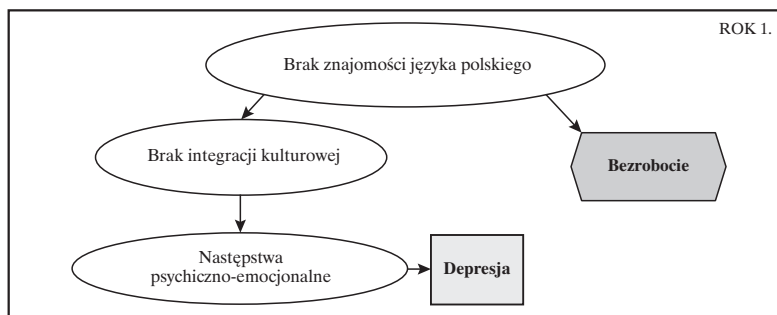 ROK 1.
Brak znajomości języka polskiego
Brak integracji kulturowej
Bezrobocie
Następstwa
psychiczno-emocjonalne
Depresja